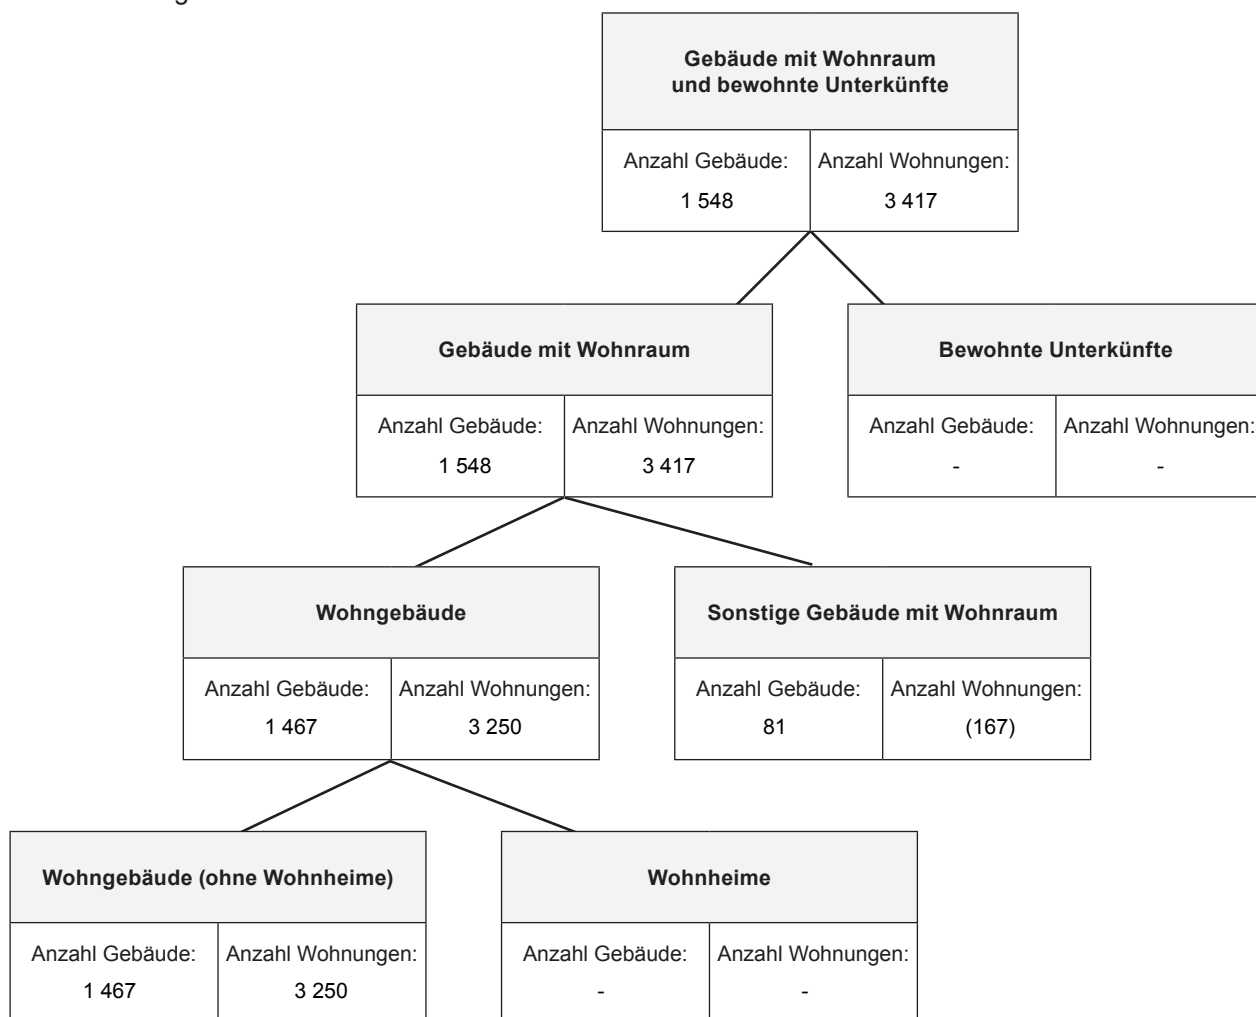 Gebäude mit Wohnraum
und bewohnte Unterkünfte
Anzahl Gebäude: Anzahl Wohnungen:
1 548 3 417
Gebäude mit Wohnraum Bewohnte Unterkünfte
Anzahl Gebäude: Anzahl Wohnungen: Anzahl Gebäude: Anzahl Wohnungen:
1 548 3 417 - -
Wohngebäude Sonstige Gebäude mit Wohnraum
Anzahl Gebäude: Anzahl Wohnungen: Anzahl Gebäude: Anzahl Wohnungen:
1 467 3 250 81 (167)
Wohngebäude (ohne Wohnheime) Wohnheime
Anzahl Gebäude: Anzahl Wohnungen: Anzahl Gebäude: Anzahl Wohnungen:
1 467 3 250 - -